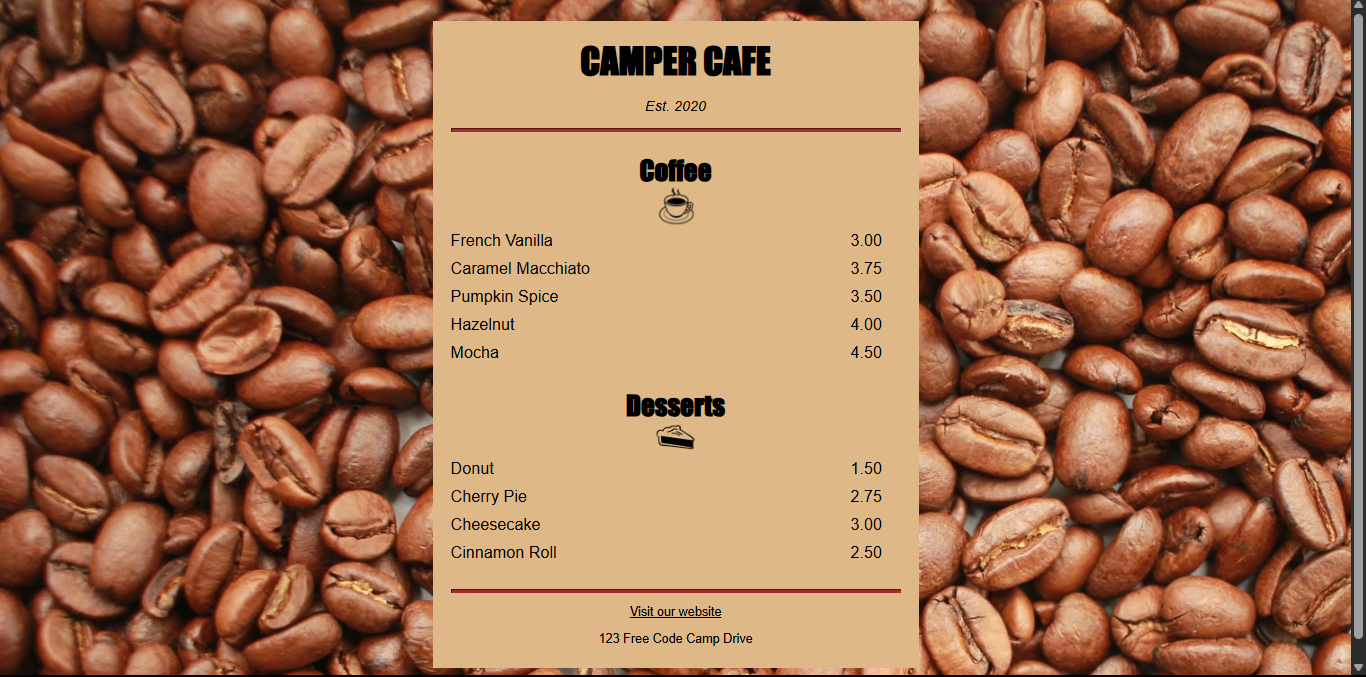 CAMPER CAFE
Est. 2020
Coffee
French Vanilla 3.00
Caramel Macchiato 3.75
Pumpkin Spice 3.50
Hazelnut 4.00
Mocha 4.50
Desserts
Donut 1.50
Cherry Pie 2.75
Cheesecake 3.00
Cinnamon Roll 2.50
Visit our website
123 Free Code Camp Drive